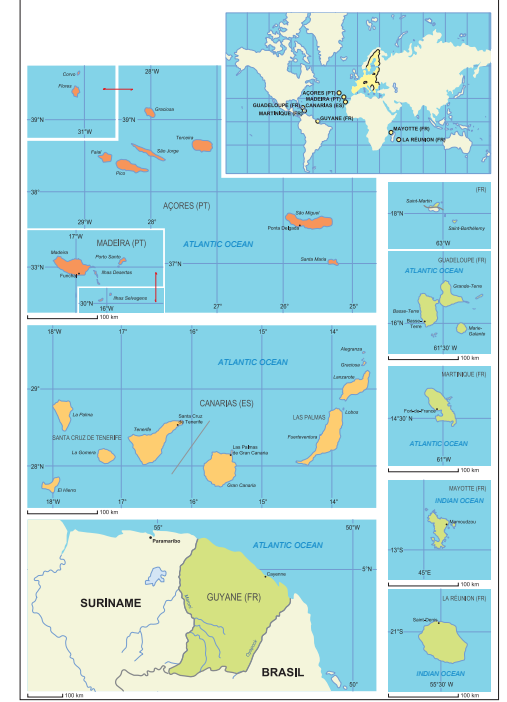 AÇORES (PT)
MADEIRA (PT)
GUADELOUPE (FR)
CANARIAS (ES)
MARTINIQUE (FR)
GUYANE (FR)
MAYOTTE (FR)
LA RÉUNION (FR)
28°W
Corvo
Flores
Graciosa
39°N
39°N
31°W
Terceira
Faial
São Jorge
Pico
38°
38°
29°W
28°
AÇORES (PT)
São Miguel
Ponta Delgada
17°W
MADEIRA (PT)
ATLANTIC OCEAN
Madeira
Porto Santo
Santa Maria
37°N
33°N
Funchal
Ilhas Desertas
Ilhas Selvagens
30°N
16°W
27°
26°
25°W
100 km
(FR)
Saint-Martin
18°N
Saint-Barthélemy
63°W
GUADELOUPE (FR)
ATLANTIC OCEAN
Grande-Terre
Basse-Terre
Basse-
Terre
16°N
Marie-
Galante
61°30' W
100 km
18°W
17°
16°
15°
14°W
ATLANTIC OCEAN
Alegranza
Graciosa
Lanzarote
29°
29°N
La Palma
CANARIAS (ES)
Santa Cruz
de Tenerife
LAS PALMAS
Lobos
Tenerife
SANTA CRUZ DE TENERIFE
Las Palmas
de Gran Canaria
Fuerteventura
La Gomera
28°N
28°
Gran Canaria
El Hierro
18°W
17°
16°
15°
14°
100 km
MARTINIQUE (FR)
Fort-de-France
14°30' N
ATLANTIC OCEAN
61°W
100 km
MAYOTTE (FR)
INDIAN OCEAN
Mamoudzou
13°S
45°E
100 km
55°
50°W
Paramaribo
ATLANTIC OCEAN
5°N
Cayenne
SURINAME
GUYANE (FR)
Maroni
Oyapock
BRASIL
50°
100 km
LA RÉUNION (FR)
Saint-Denis
21°S
INDIAN OCEAN
55°30' W
100 km